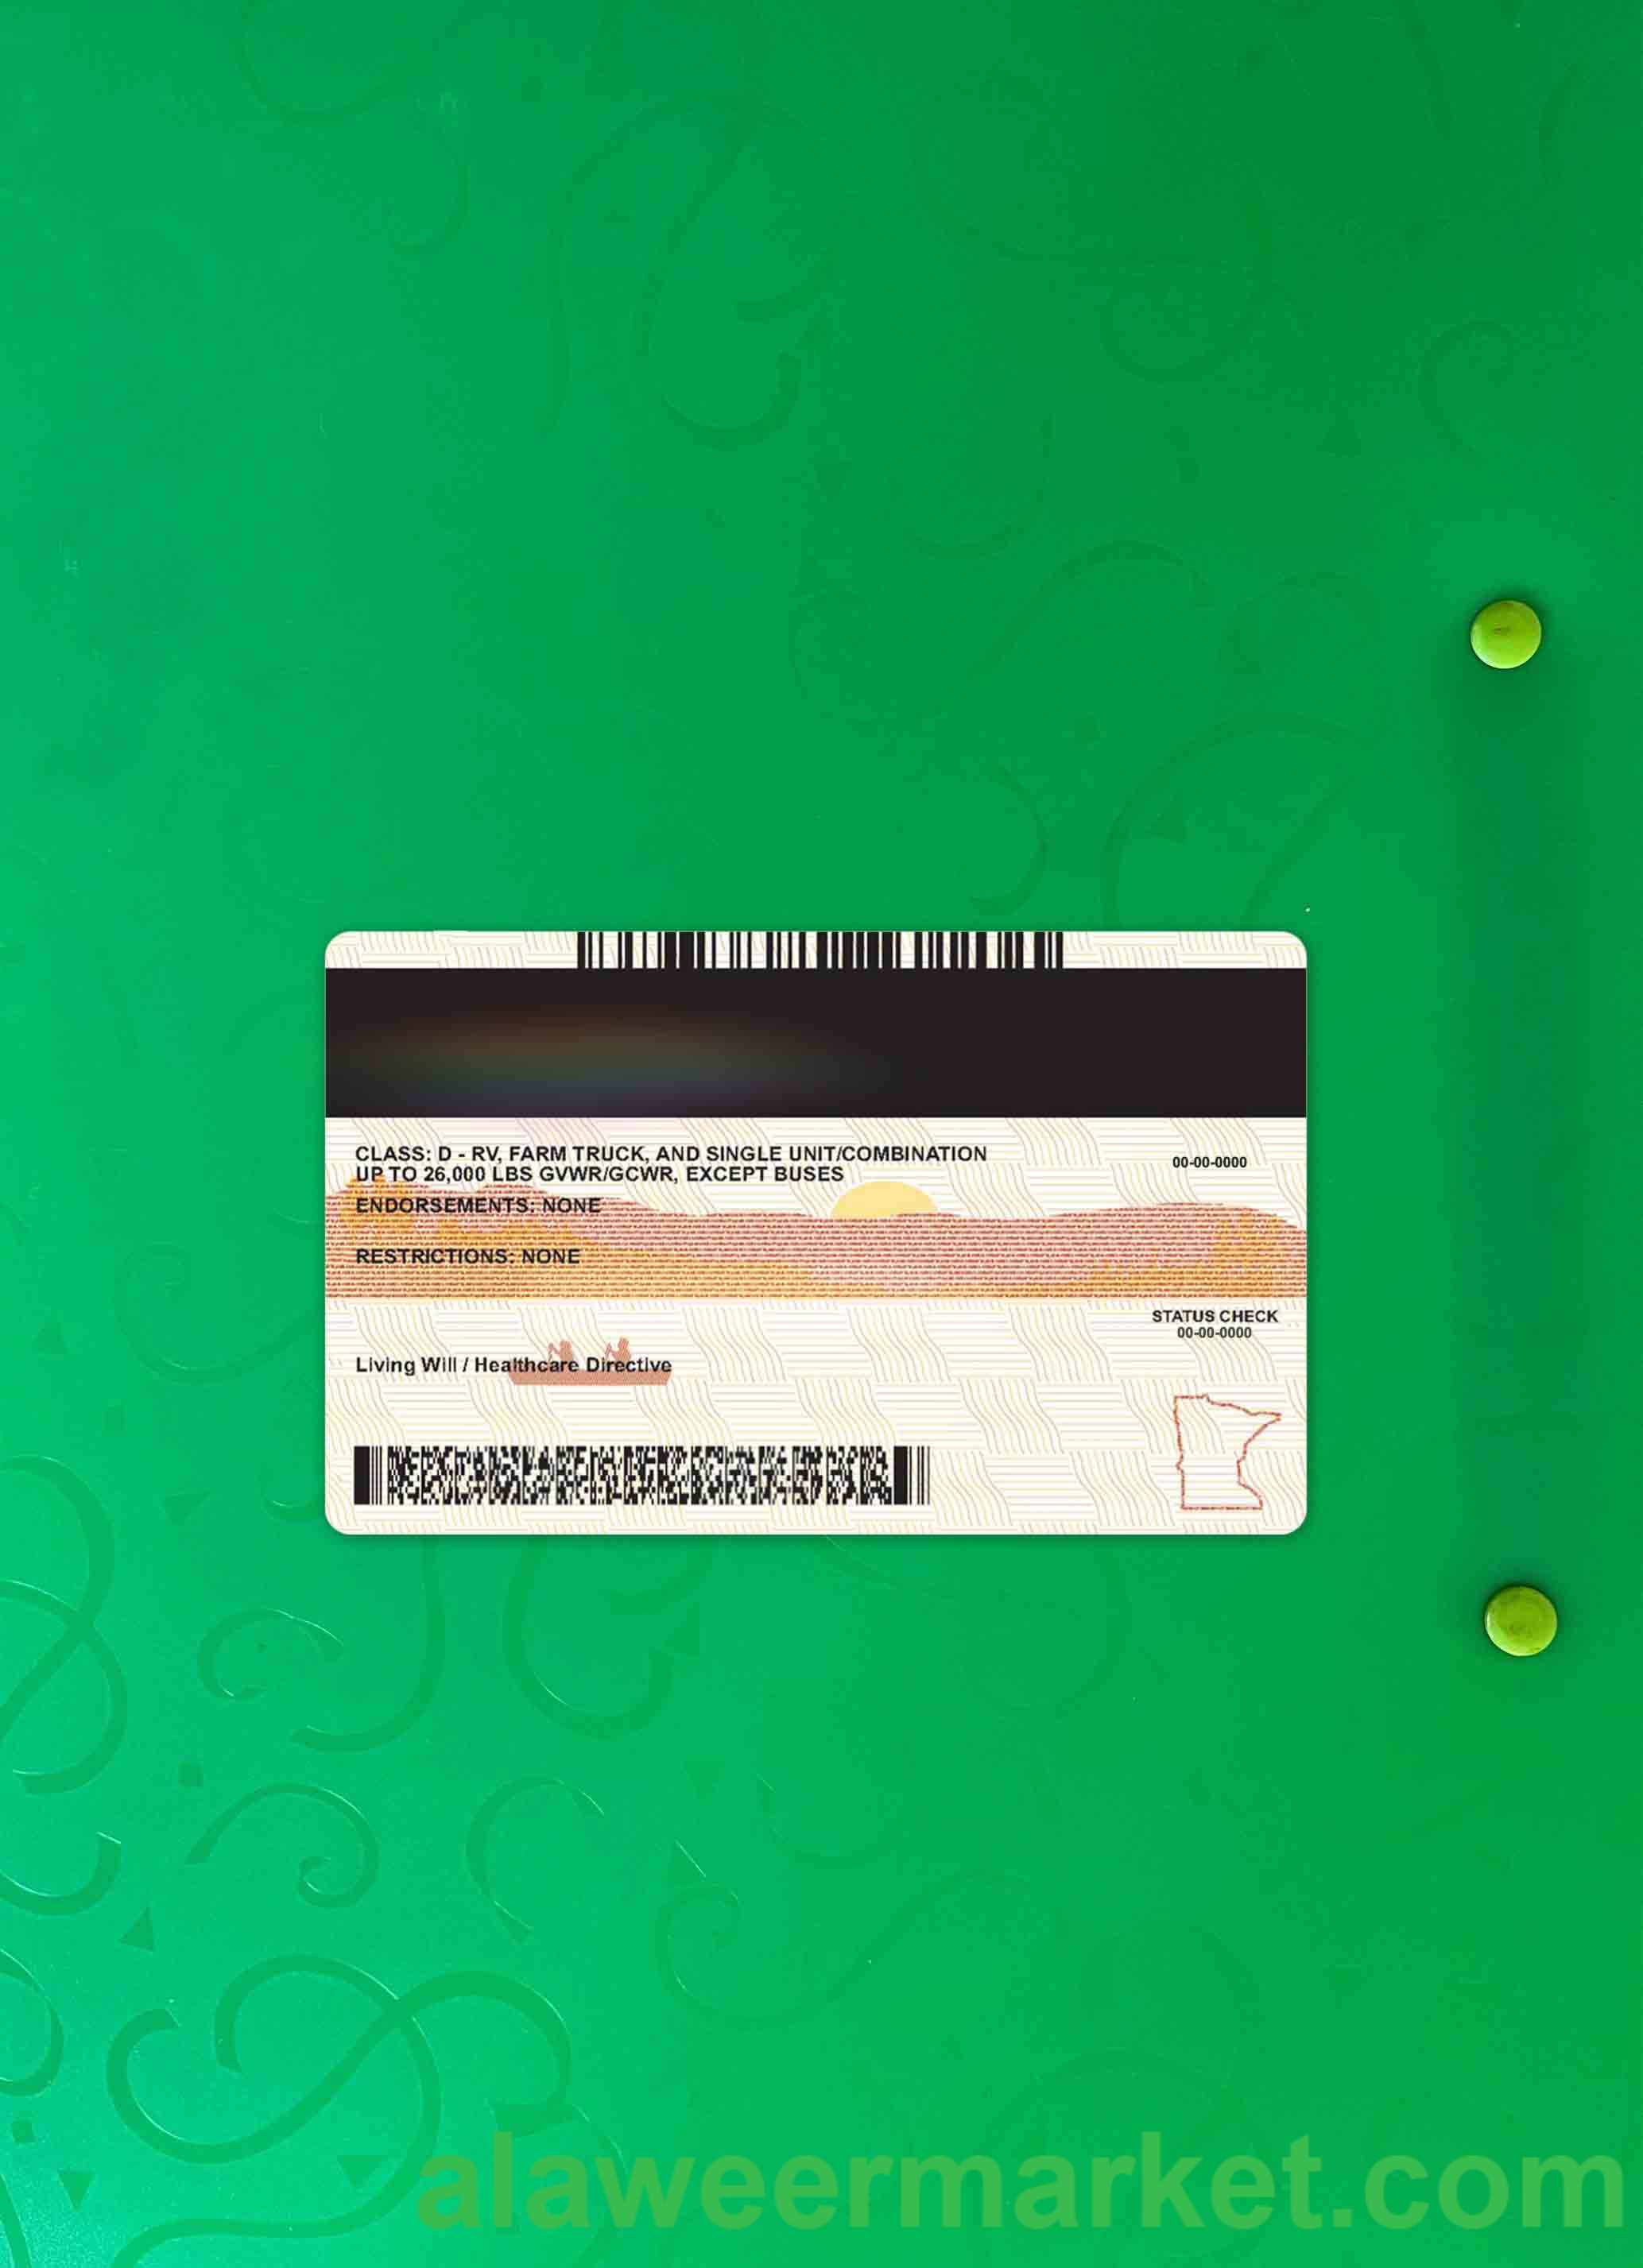 CLASS: D - RV, FARM TRUCK, AND SINGLE UNIT/COMBINATION
UP TO 26,000 LBS GVWR/GCWR, EXCEPT BUSES
00-00-0000
ENDORSEMENTS: NONE
RESTRICTIONS: NONE
STATUS CHECK
00-00-0000
Living Will / Healthcare Directive
alaweermarket.com